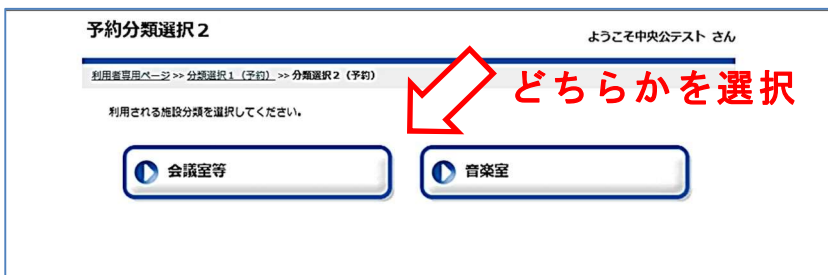 予約分類選択２
ようこそ中央公テスト さん
利用者専用ページ >> 分類選択１（予約） >> 分類選択２（予約）
どちらかを選択
利用される施設分類を選択してください。
会議室等
音楽室